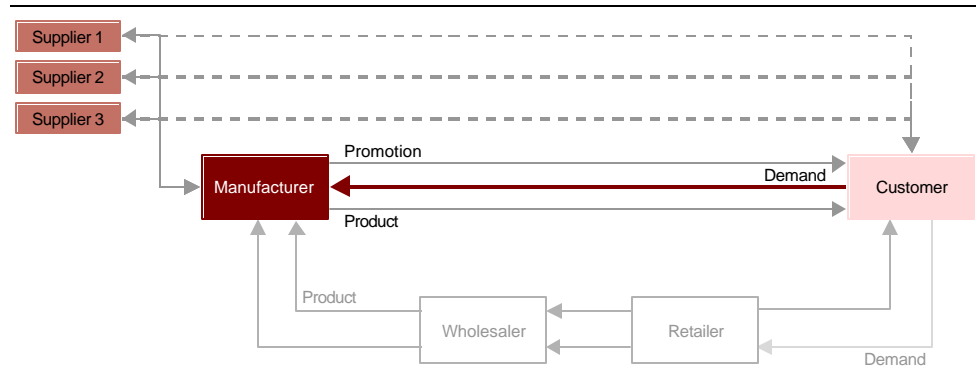 Supplier 1
Supplier 2
Supplier 3
Promotion
Manufacturer
Demand
Customer
Product
Product
Wholesaler
Retailer
Demand